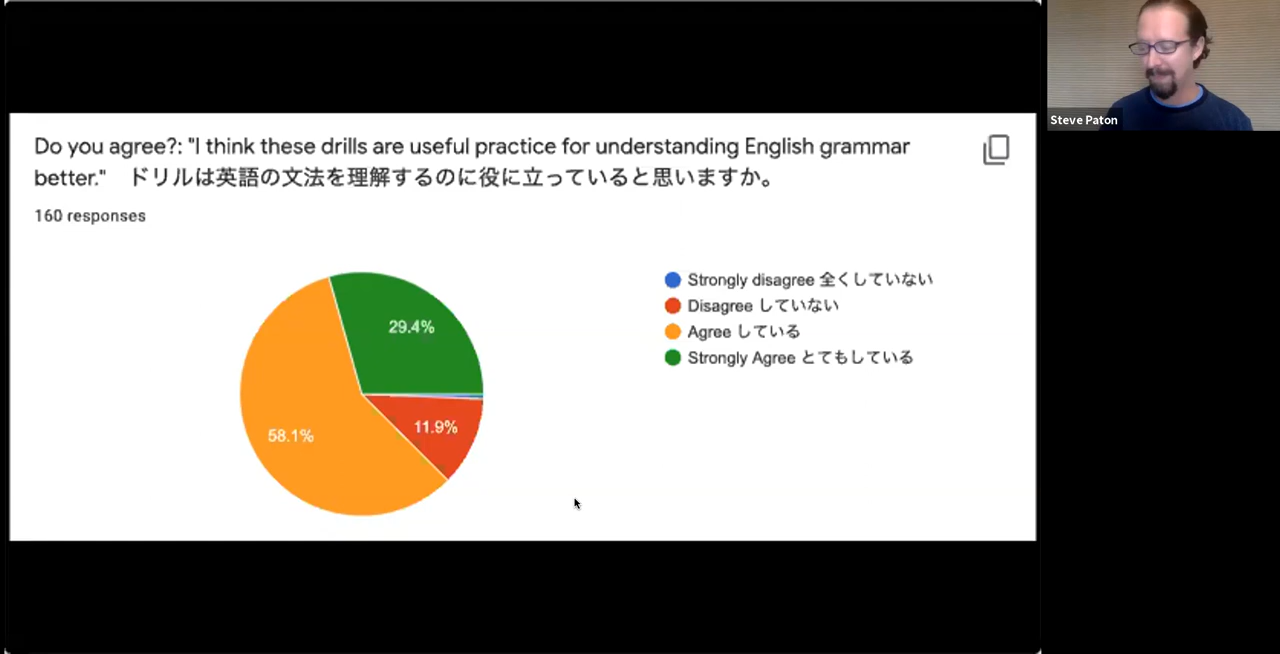 Do you agree?: "I think these drills are useful practice for understanding English grammar
better." ドリルは英語の文法を理解するのに役に立っていると思いますか。
160 responses
29.4%
58.1%
11.9%
Strongly disagree 全くしていない
Disagree していない
Agree している
Strongly Agree とてもしている
Steve Paton